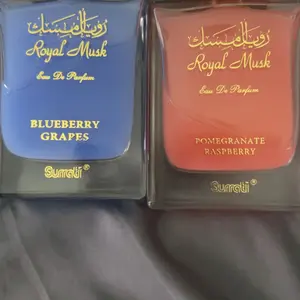 رويال مسك
Royal Musk
Eau De Parfum
BLUEBERRY
GRAPES
Surrati®
رويال مسك
Royal Musk
Eau De Parfum
POMEGRANATE
RASPBERRY
Surrati®